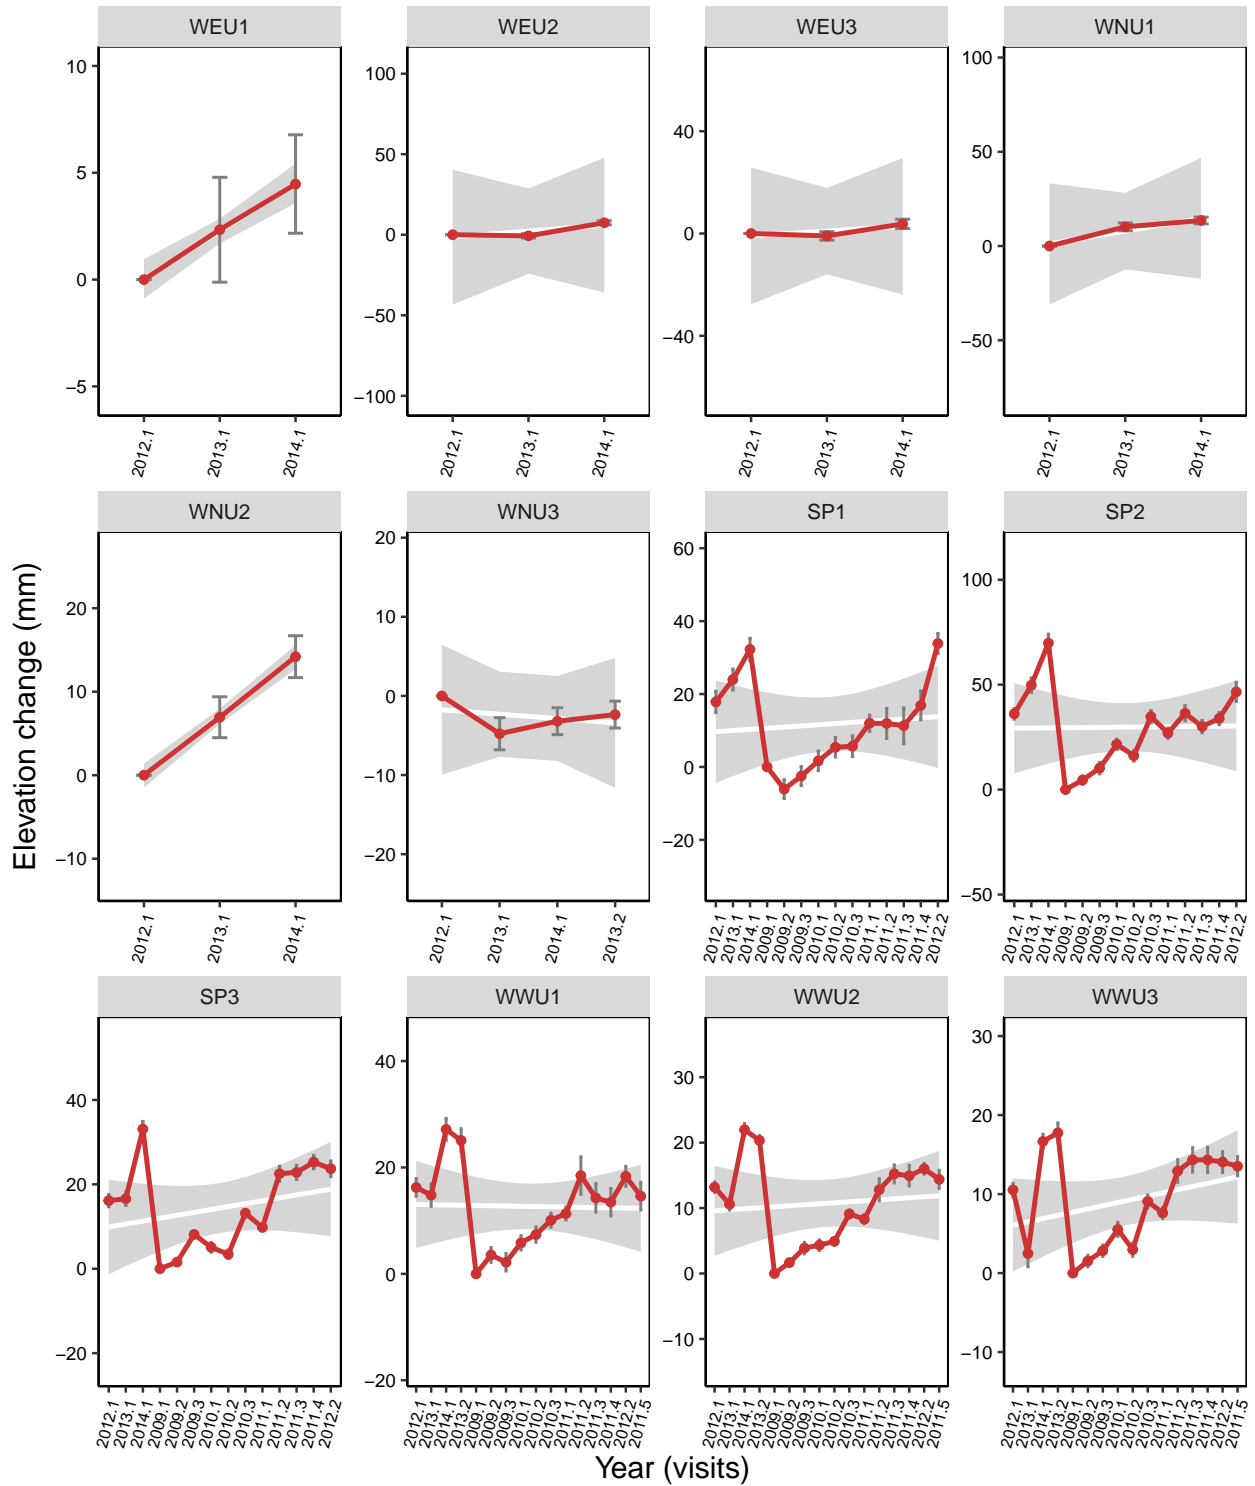 WEU1 WEU2 WEU3 WNU1
10 5 0 −5
100 50 0 −50 −100
40 0 −40
100 50 0 −50
2012.1 2013.1 2014.1
2012.1 2013.1 2014.1
2012.1 2013.1 2014.1
2012.1 2013.1 2014.1
Elevation change (mm)
WNU2 WNU3 SP1 SP2
20 10 0 −10
20 10 0 −10 −20
60 40 20 0 −20
100 50 0 −50
2012.1 2013.1 2014.1
2012.1 2013.1 2014.1 2013.2
2012.1 2013.1 2014.1 2009.1 2009.2 2009.3 2010.1 2010.2 2010.3 2011.1 2011.2 2011.3 2011.4 2012.2
2012.1 2013.1 2014.1 2009.1 2009.2 2009.3 2010.1 2010.2 2010.3 2011.1 2011.2 2011.3 2011.4 2012.2
SP3 WWU1 WWU2 WWU3
40 20 0 −20
40 20 0 −20
30 20 10 0 −10
30 20 10 0 −10
2012.1 2013.1 2014.1 2009.1 2009.2 2009.3 2010.1 2010.2 2010.3 2011.1 2011.2 2011.3 2011.4 2012.2
2012.1 2013.1 2014.1 2013.2 2009.1 2009.2 2009.3 2010.1 2010.2 2010.3 2011.1 2011.2 2011.3 2011.4 2012.2 2011.5
2012.1 2013.1 2014.1 2013.2 2009.1 2009.2 2009.3 2010.1 2010.2 2010.3 2011.1 2011.2 2011.3 2011.4 2012.2 2011.5
2012.1 2013.1 2014.1 2013.2 2009.1 2009.2 2009.3 2010.1 2010.2 2010.3 2011.1 2011.2 2011.3 2011.4 2012.2 2011.5
Year (visits)